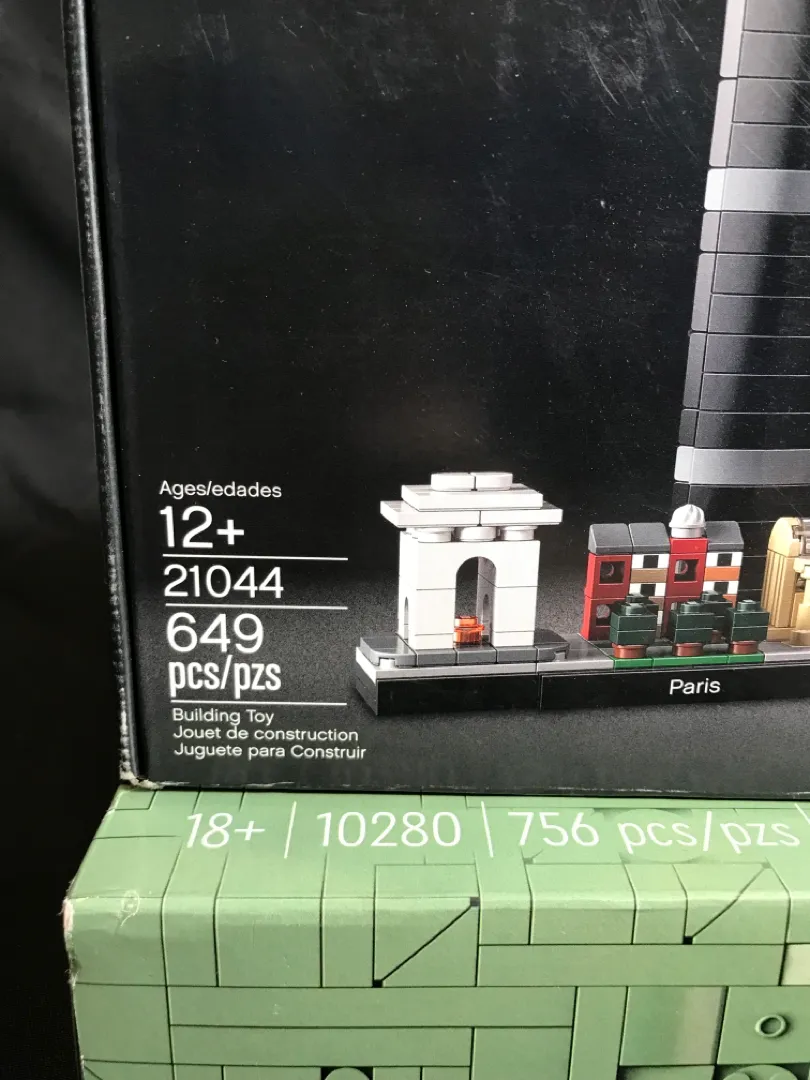 Ages/edades
12+
21044
649
pcs/pzs
Building Toy
Jouet de construction
Juguete para Construir
Paris
18+ | 10280 | 756 pcs/pzs